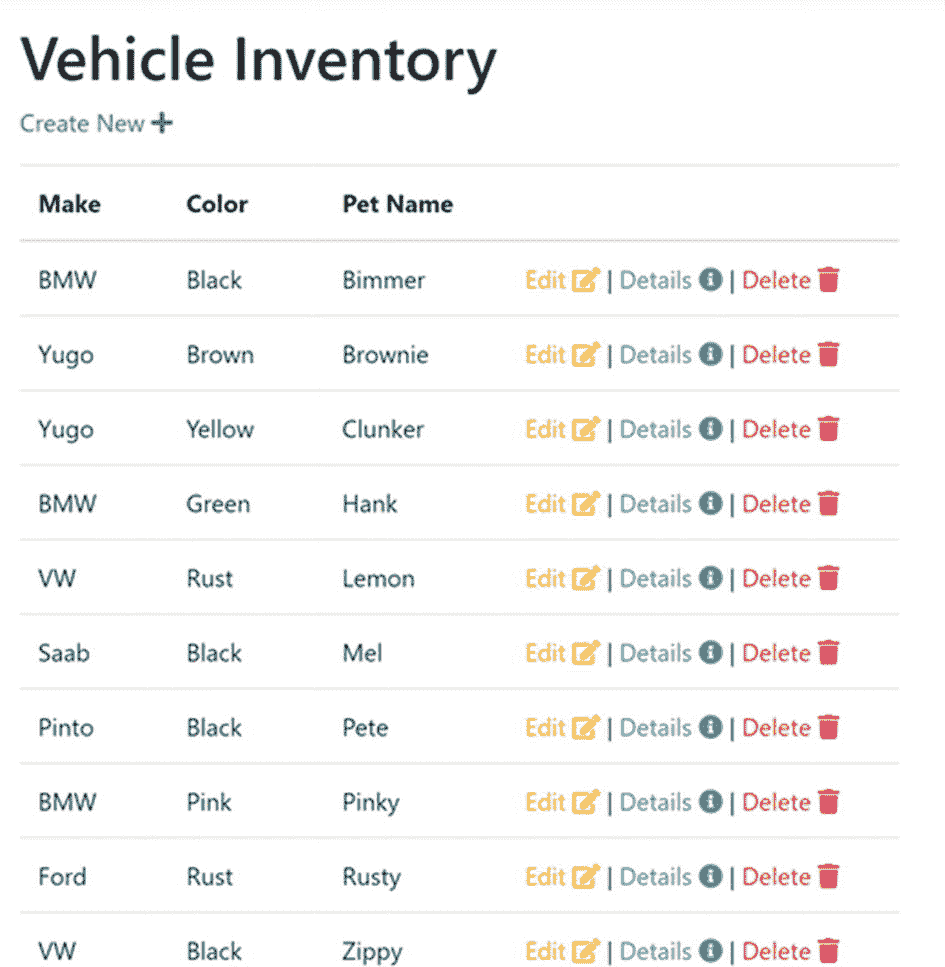 Vehicle Inventory
Create New
Make Color Pet Name
BMW Black Bimmer Edit | Details | Delete
Yugo Brown Brownie Edit | Details | Delete
Yugo Yellow Clunker Edit | Details | Delete
BMW Green Hank Edit | Details | Delete
VW Rust Lemon Edit | Details | Delete
Saab Black Mel Edit | Details | Delete
Pinto Black Pete Edit | Details | Delete
BMW Pink Pinky Edit | Details | Delete
Ford Rust Rusty Edit | Details | Delete
VW Black Zippy Edit | Details | Delete